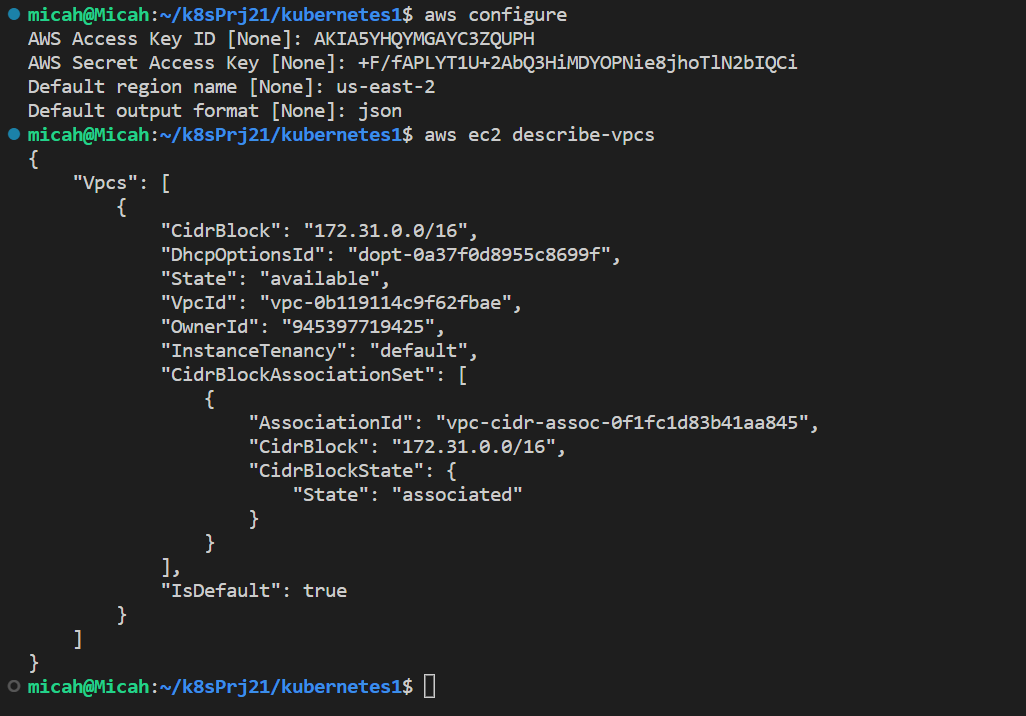 micah@Micah:~/k8sPrj21/kubernetes1$ aws configure
AWS Access Key ID [None]: AKIA5YHQYMGAYC3ZQUPH
AWS Secret Access Key [None]: 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
Default region name [None]: us-east-2
Default output format [None]: json
micah@Micah:~/k8sPrj21/kubernetes1$ aws ec2 describe-vpcs
{
    "Vpcs": [
        {
            "CidrBlock": "172.31.0.0/16",
            "DhcpOptionsId": "dopt-0a37f0d8955c8699f",
            "State": "available",
            "VpcId": "vpc-0b119114c9f62fbae",
            "OwnerId": "945397719425",
            "InstanceTenancy": "default",
            "CidrBlockAssociationSet": [
                {
                    "AssociationId": "vpc-cidr-assoc-0f1fc1d83b41aa845",
                    "CidrBlock": "172.31.0.0/16",
                    "CidrBlockState": {
                        "State": "associated"
                    }
                }
            ],
            "IsDefault": true
        }
    ]
}
micah@Micah:~/k8sPrj21/kubernetes1$